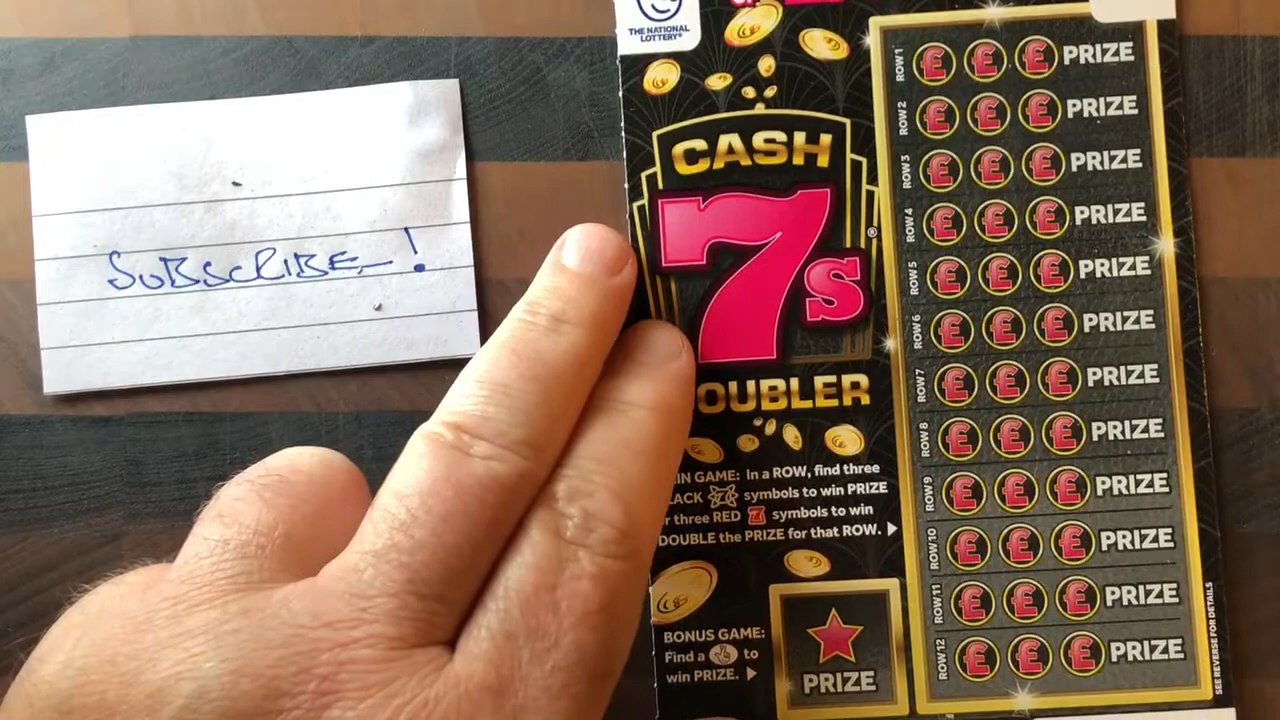 SUBSCRIBE!
THE NATIONAL
LOTTERY®
CASH
7s®
OUBLER
IN GAME: In a ROW, find three
LACK symbols to win PRIZE
r three RED 7 symbols to win
DOUBLE the PRIZE for that ROW.
BONUS GAME:
Find a to
win PRIZE.
PRIZE
ROW 1 £ £ £ PRIZE
ROW 2 £ £ £ PRIZE
ROW 3 £ £ £ PRIZE
ROW 4 £ £ £ PRIZE
ROW 5 £ £ £ PRIZE
ROW 6 £ £ £ PRIZE
ROW 7 £ £ £ PRIZE
ROW 8 £ £ £ PRIZE
ROW 9 £ £ £ PRIZE
ROW 10 £ £ £ PRIZE
ROW 11 £ £ £ PRIZE
ROW 12 £ £ £ PRIZE
SEE REVERSE FOR DETAILS